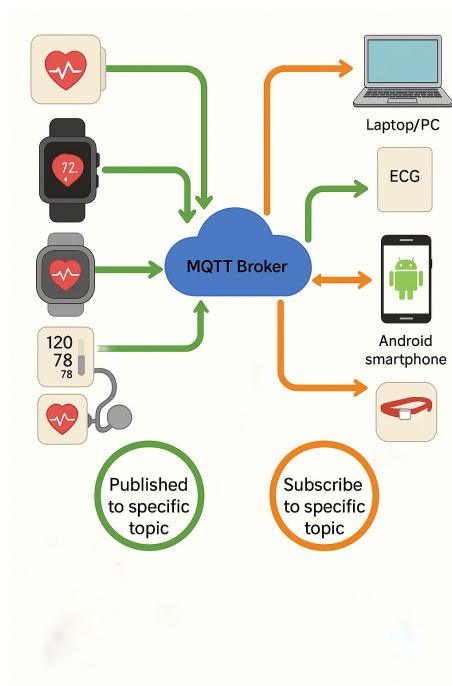 Laptop/PC
72.
ECG
MQTT Broker
120
78
78
Android
smartphone
Published
to specific
topic
Subscribe
to specific
topic